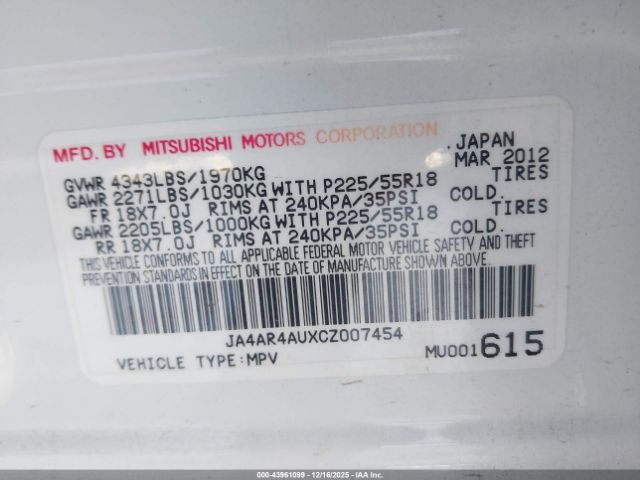 MFD. BY MITSUBISHI MOTORS CORPORATION , JAPAN
GVWR 4343LBS/1970KG MAR 2012
GAWR 2271LBS/1030KG WITH P225/55R18 TIRES
FR 18X7.0J RIMS AT 240KPA/35PSI COLD.
GAWR 2205LBS/1000KG WITH P225/55R18 TIRES
RR 18X7.0J RIMS AT 240KPA/35PSI COLD.
THIS VEHICLE CONFORMS TO ALL APPLICABLE FEDERAL MOTOR VEHICLE SAFETY AND THEFT
PREVENTION STANDARDS IN EFFECT ON THE DATE OF MANUFACTURE SHOWN ABOVE.
JA4AR4AUXCZ007454
VEHICLE TYPE:MPV MU001615
000-43961099 - 12/16/2025 - IAAI, Inc.